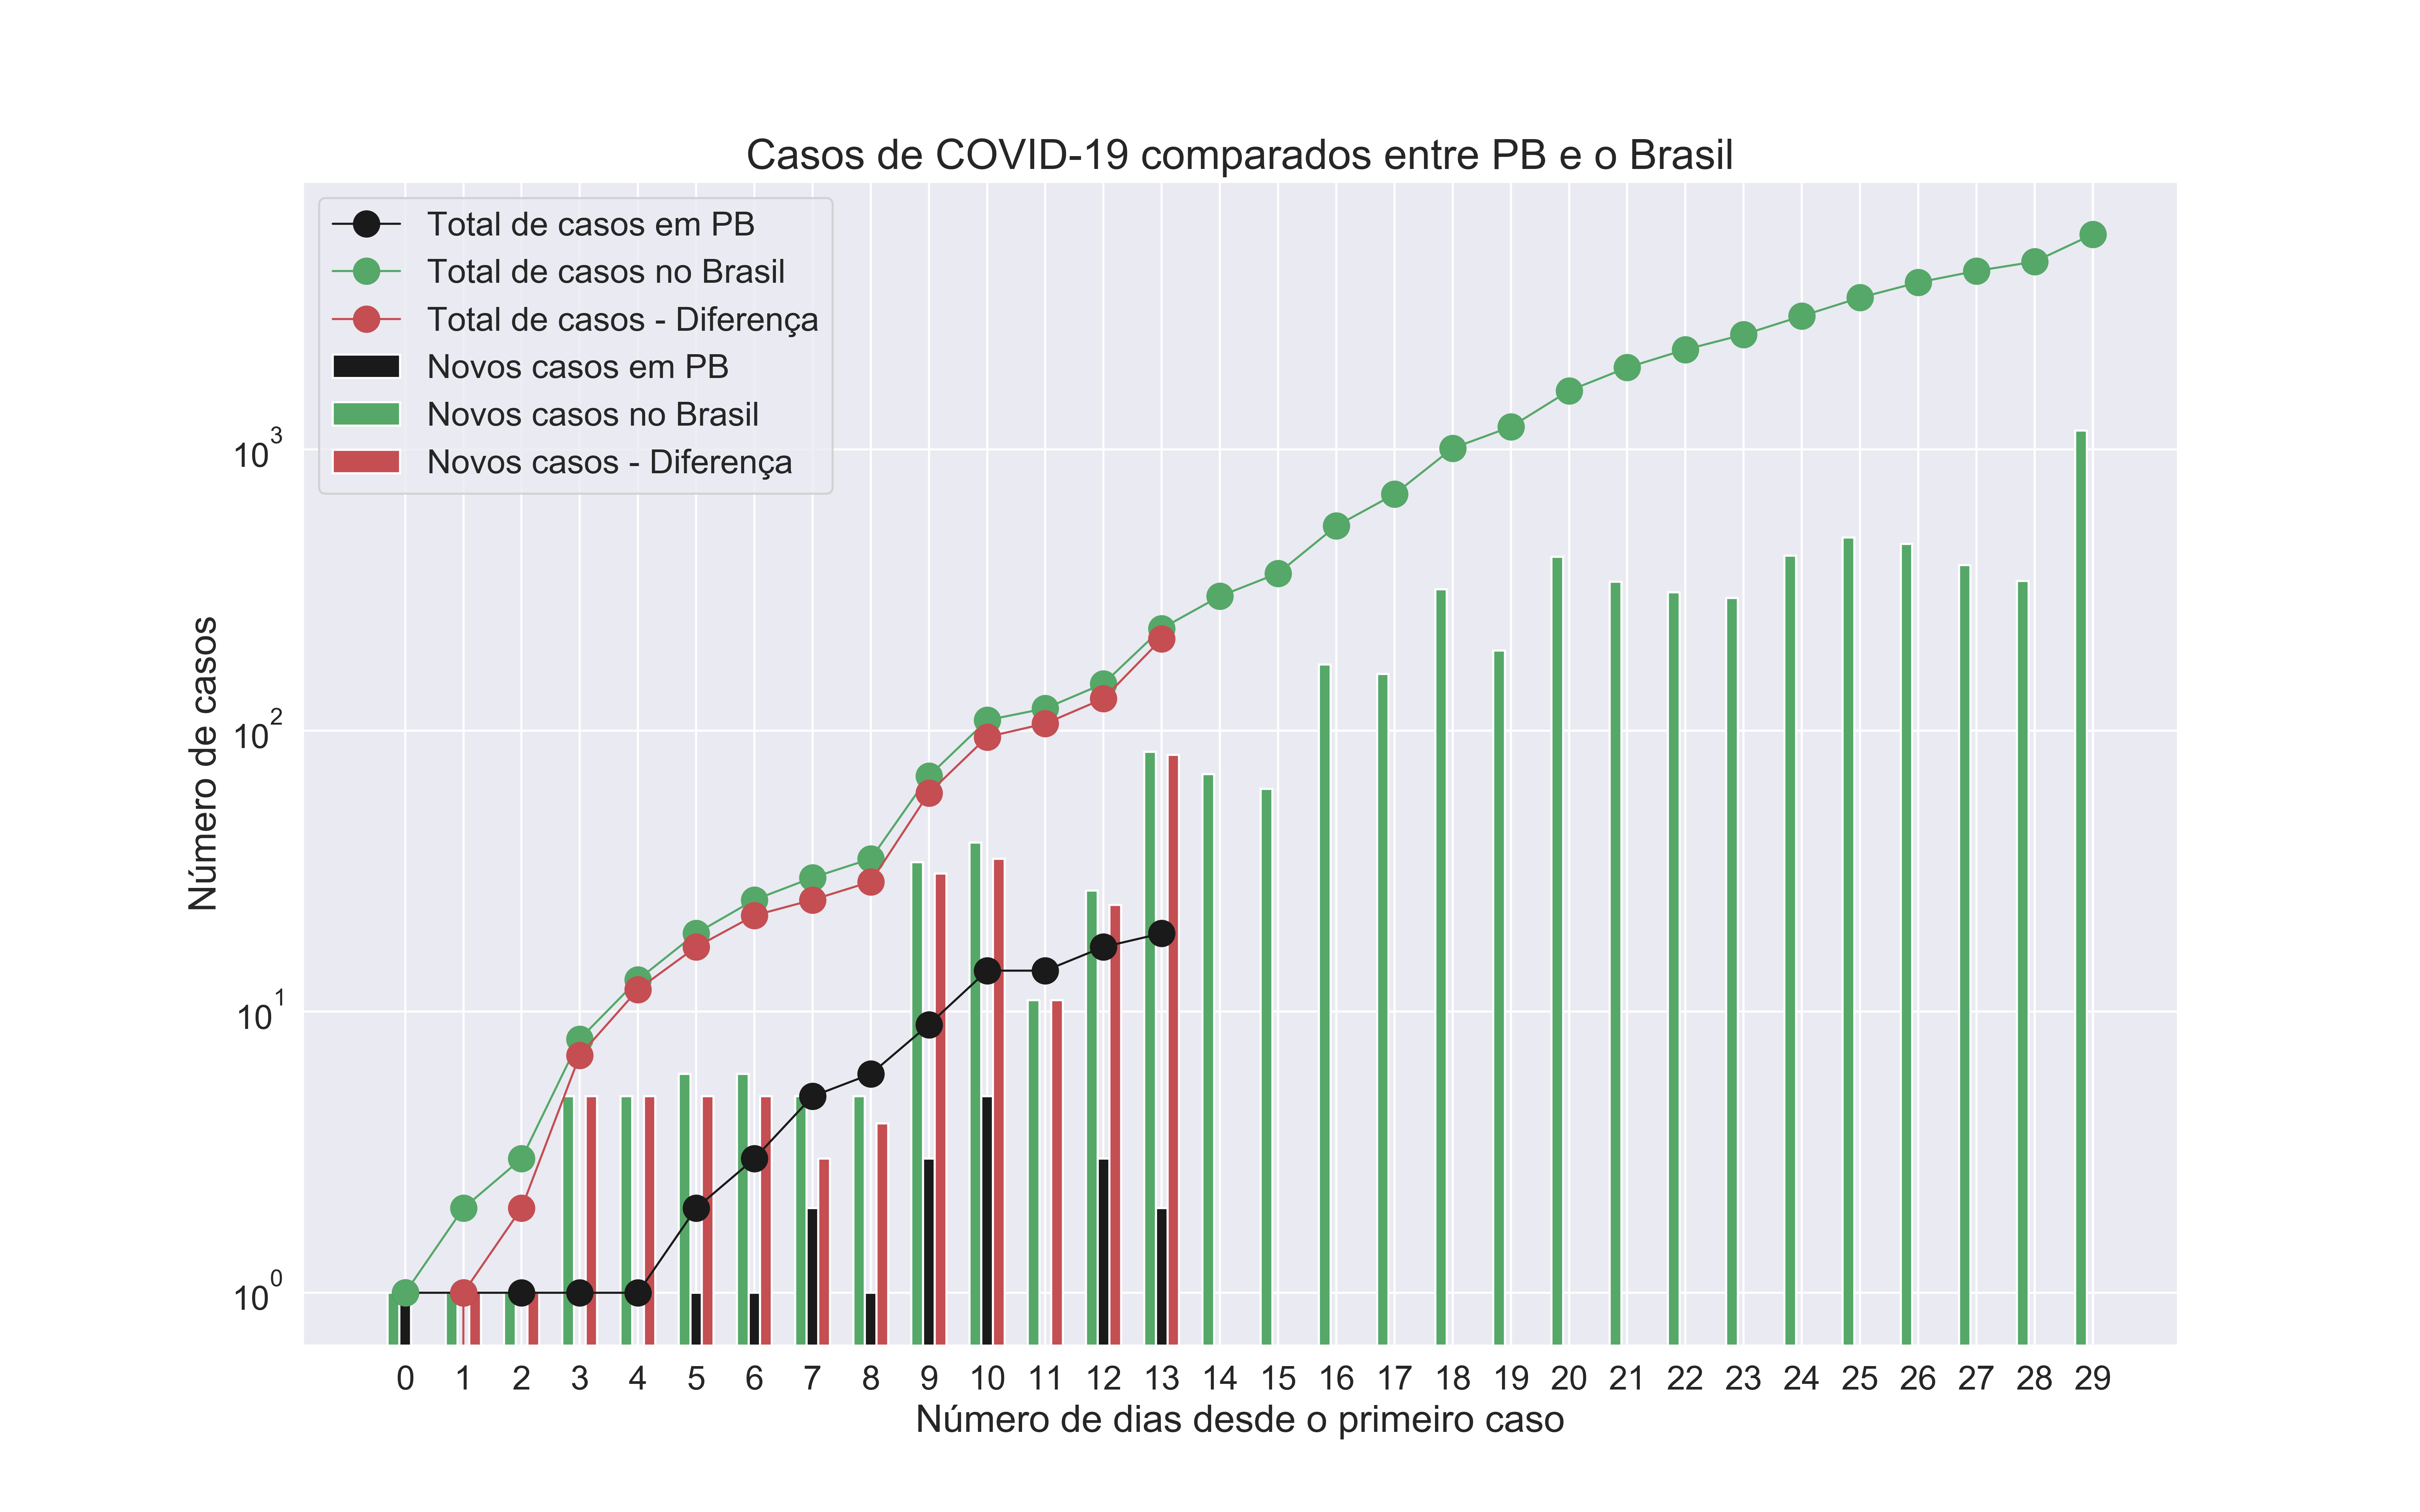 Casos de COVID-19 comparados entre PB e o Brasil
Total de casos em PB
Total de casos no Brasil
Total de casos - Diferença
Novos casos em PB
Novos casos no Brasil
Novos casos - Diferença
10^3
10^2
10^1
10^0
Número de casos
0 1 2 3 4 5 6 7 8 9 10 11 12 13 14 15 16 17 18 19 20 21 22 23 24 25 26 27 28 29
Número de dias desde o primeiro caso